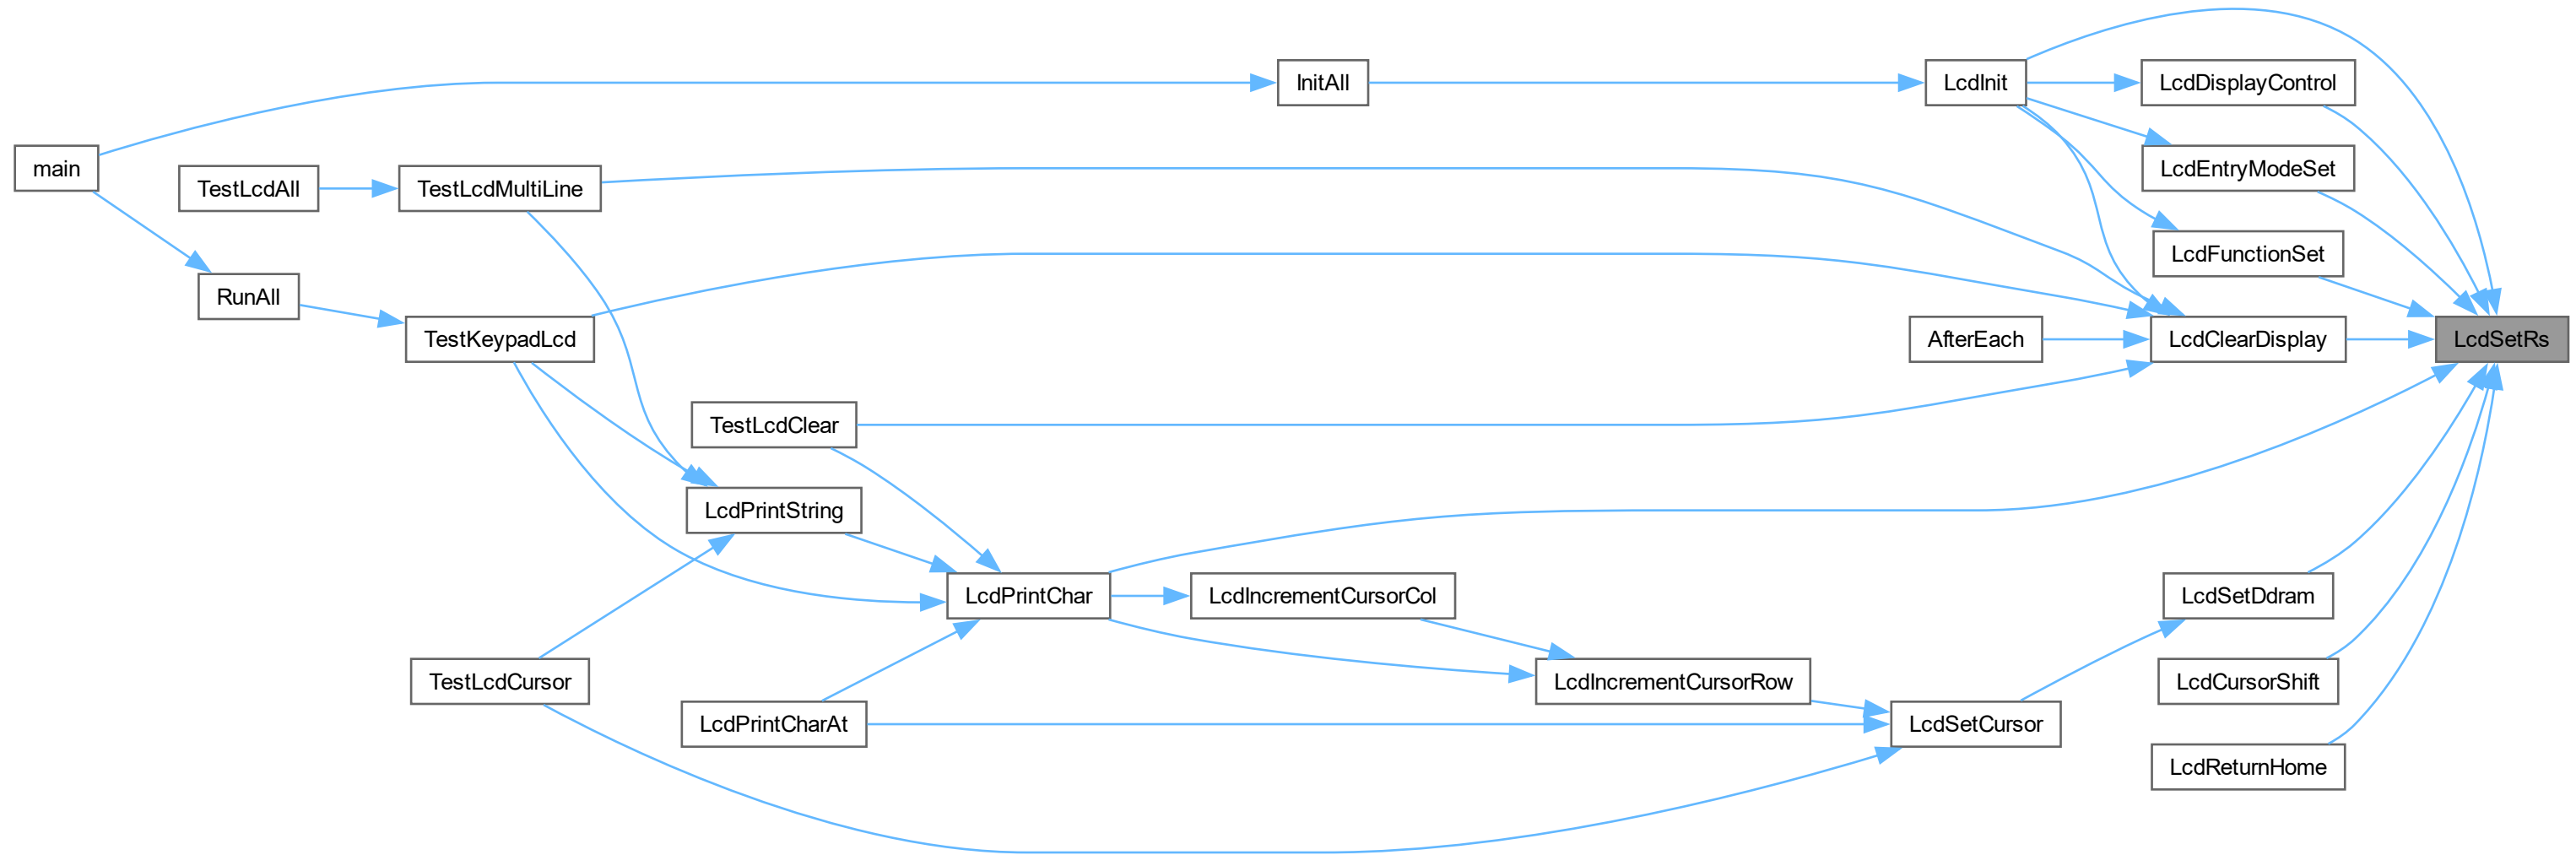 main
TestLcdAll
RunAll
TestLcdMultiLine
TestKeypadLcd
TestLcdCursor
TestLcdClear
LcdPrintString
LcdPrintCharAt
LcdPrintChar
InitAll
LcdIncrementCursorCol
LcdIncrementCursorRow
LcdInit
AfterEach
LcdSetCursor
LcdDisplayControl
LcdEntryModeSet
LcdFunctionSet
LcdClearDisplay
LcdSetDdram
LcdCursorShift
LcdReturnHome
LcdSetRs